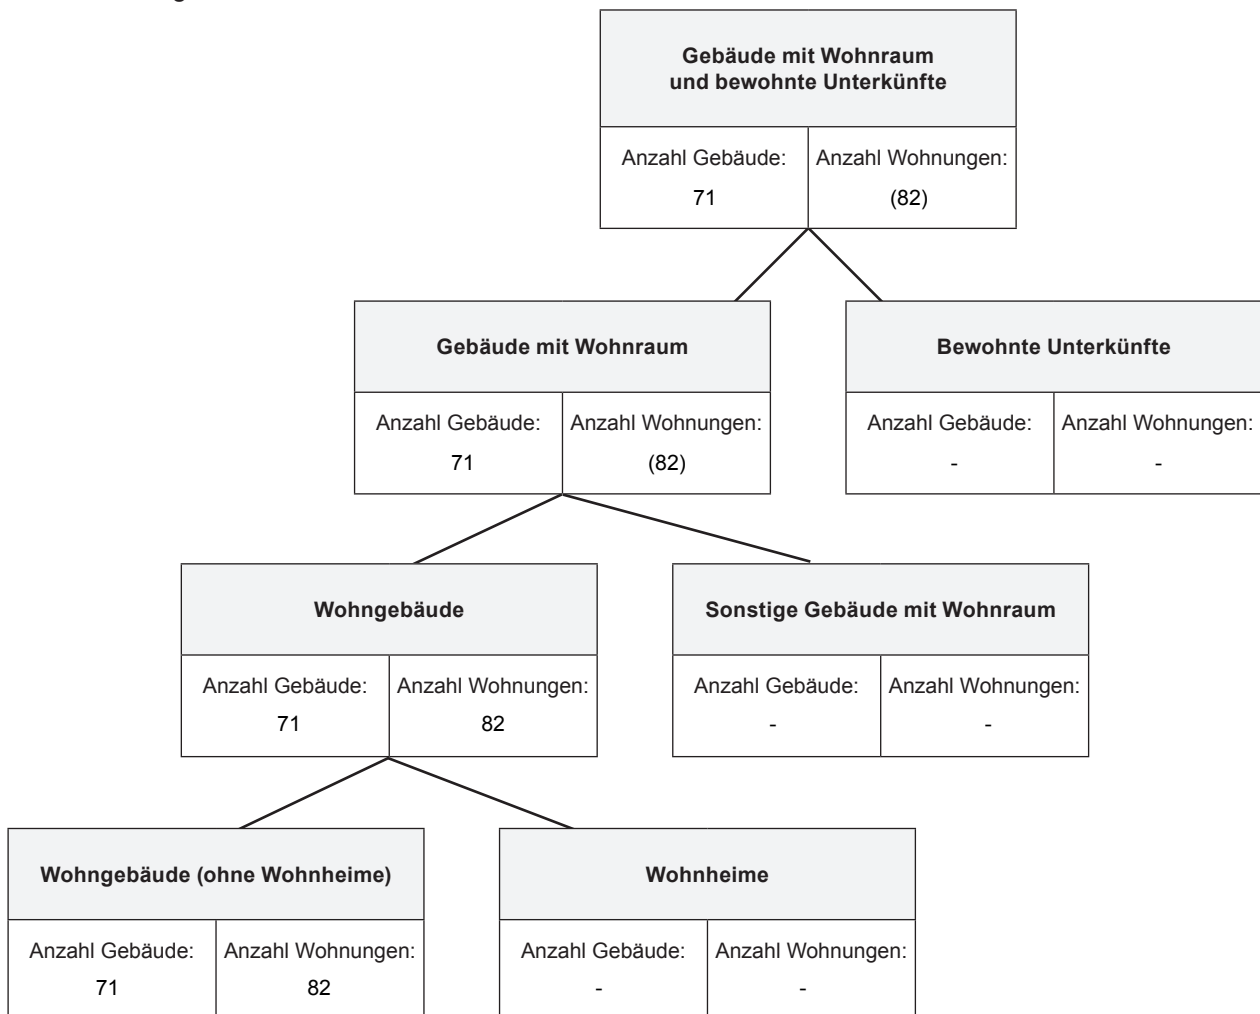 Gebäude mit Wohnraum
und bewohnte Unterkünfte
Anzahl Gebäude: Anzahl Wohnungen:
71 (82)
Gebäude mit Wohnraum
Anzahl Gebäude: Anzahl Wohnungen:
71 (82)
Bewohnte Unterkünfte
Anzahl Gebäude: Anzahl Wohnungen:
- -
Wohngebäude
Anzahl Gebäude: Anzahl Wohnungen:
71 82
Sonstige Gebäude mit Wohnraum
Anzahl Gebäude: Anzahl Wohnungen:
- -
Wohngebäude (ohne Wohnheime)
Anzahl Gebäude: Anzahl Wohnungen:
71 82
Wohnheime
Anzahl Gebäude: Anzahl Wohnungen:
- -